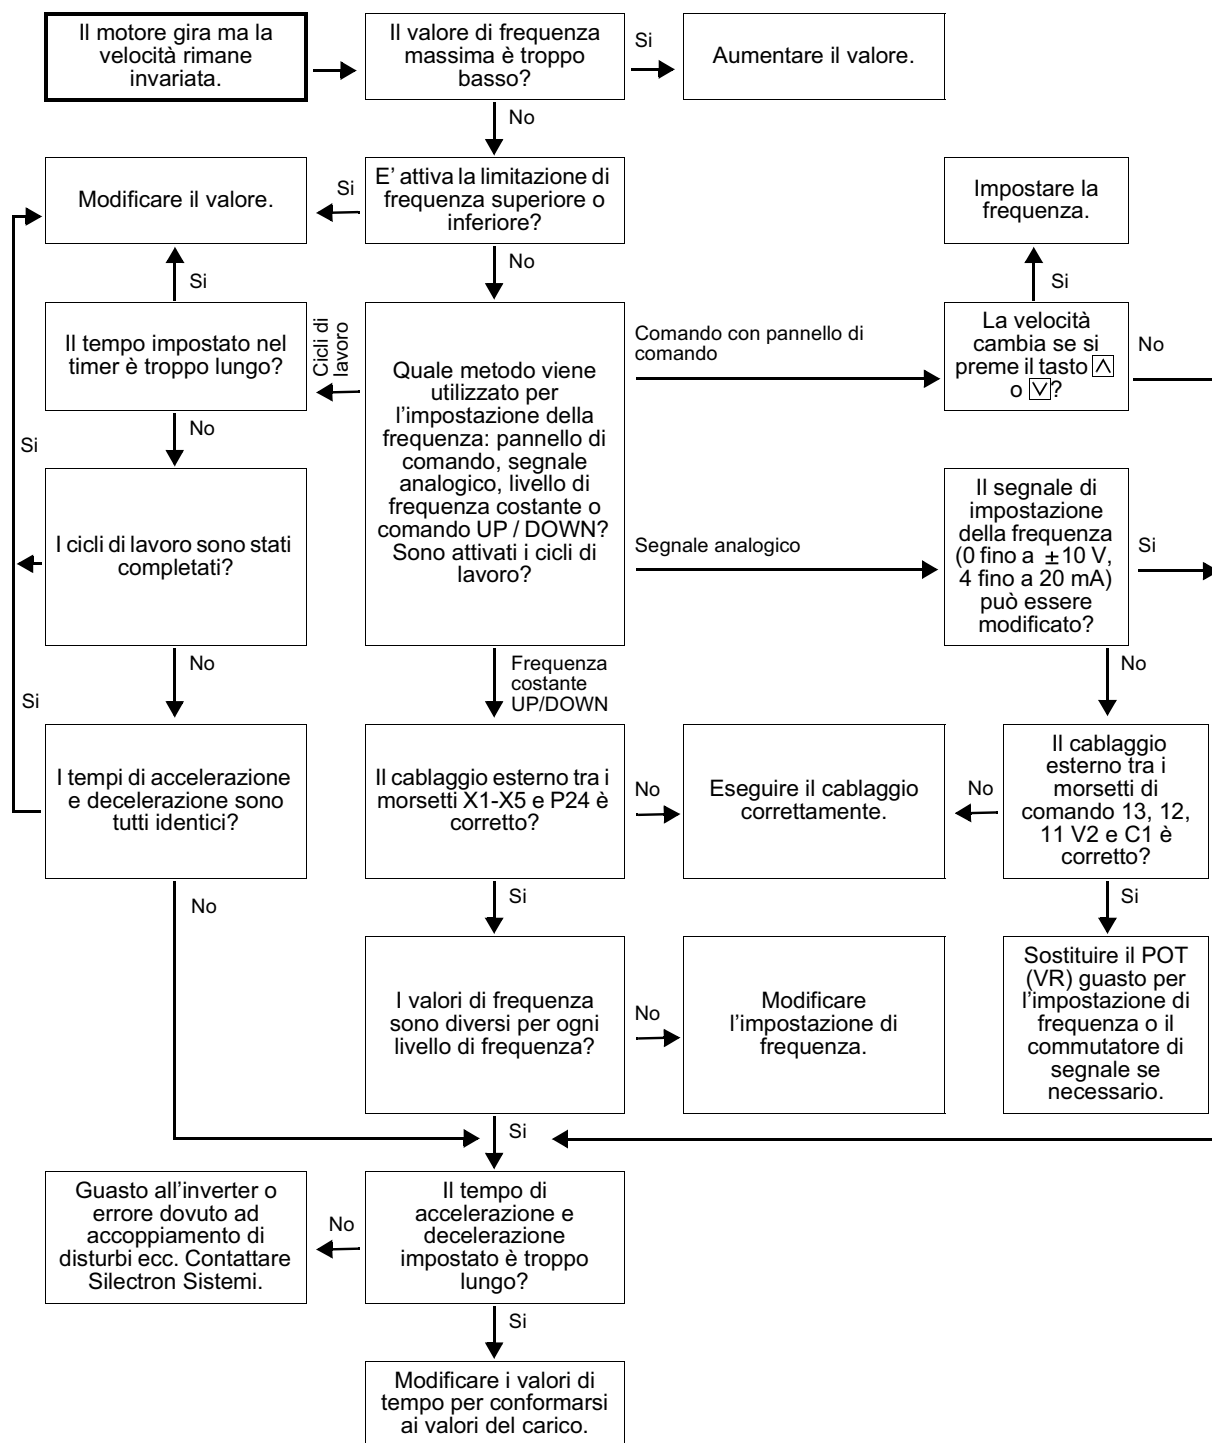 Il motore gira ma la
velocità rimane
invariata.
Il valore di frequenza
massima è troppo
basso?
Si
Aumentare il valore.
No
Modificare il valore.
Si
E' attiva la limitazione di
frequenza superiore o
inferiore?
Impostare la
frequenza.
Si
No
Si
Il tempo impostato nel
timer è troppo lungo?
Cicli di
lavoro
Quale metodo viene
utilizzato per
l'impostazione della
frequenza: pannello di
comando, segnale
analogico, livello di
frequenza costante o
comando UP / DOWN?
Sono attivati i cicli di
lavoro?
Comando con pannello di
comando
La velocità
cambia se si
preme il tasto ∧
o ∨?
No
No
Si
I cicli di lavoro sono stati
completati?
Segnale analogico
Il segnale di
impostazione
della frequenza
(0 fino a ±10 V,
4 fino a 20 mA)
può essere
modificato?
Si
No
Frequenza
costante
UP/DOWN
No
Si
I tempi di accelerazione
e decelerazione sono
tutti identici?
Il cablaggio esterno tra i
morsetti X1-X5 e P24 è
corretto?
No
Eseguire il cablaggio
correttamente.
No
Il cablaggio
esterno tra i
morsetti di
comando 13, 12,
11 V2 e C1 è
corretto?
No
Si
Si
I valori di frequenza
sono diversi per ogni
livello di frequenza?
No
Modificare
l'impostazione di
frequenza.
Sostituire il POT
(VR) guasto per
l'impostazione di
frequenza o il
commutatore di
segnale se
necessario.
Si
Guasto all'inverter o
errore dovuto ad
accoppiamento di
disturbi ecc. Contattare
Silectron Sistemi.
No
Il tempo di
accelerazione e
decelerazione
impostato è troppo
lungo?
Si
Modificare i valori di
tempo per conformarsi
ai valori del carico.